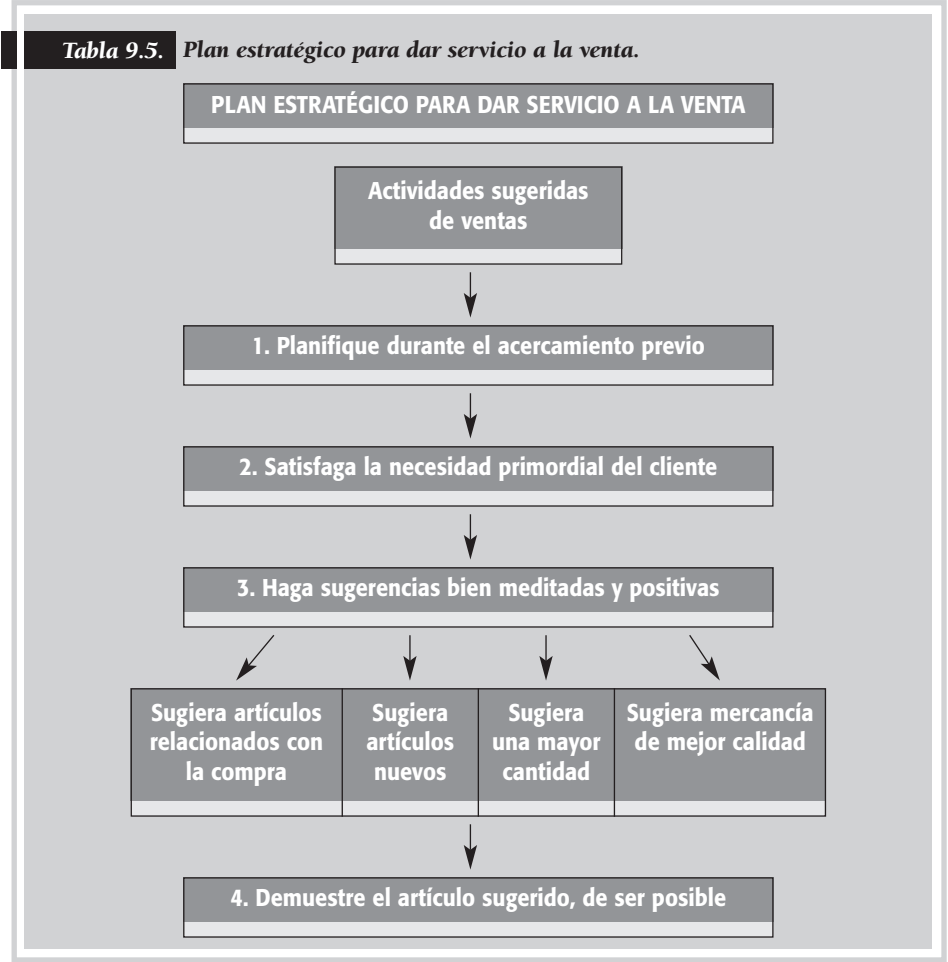 Tabla 9.5. Plan estratégico para dar servicio a la venta.
PLAN ESTRATÉGICO PARA DAR SERVICIO A LA VENTA
Actividades sugeridas
de ventas
1. Planifique durante el acercamiento previo
2. Satisfaga la necesidad primordial del cliente
3. Haga sugerencias bien meditadas y positivas
Sugiera artículos
relacionados con
la compra
Sugiera
artículos
nuevos
Sugiera
una mayor
cantidad
Sugiera mercancía
de mejor calidad
4. Demuestre el artículo sugerido, de ser posible